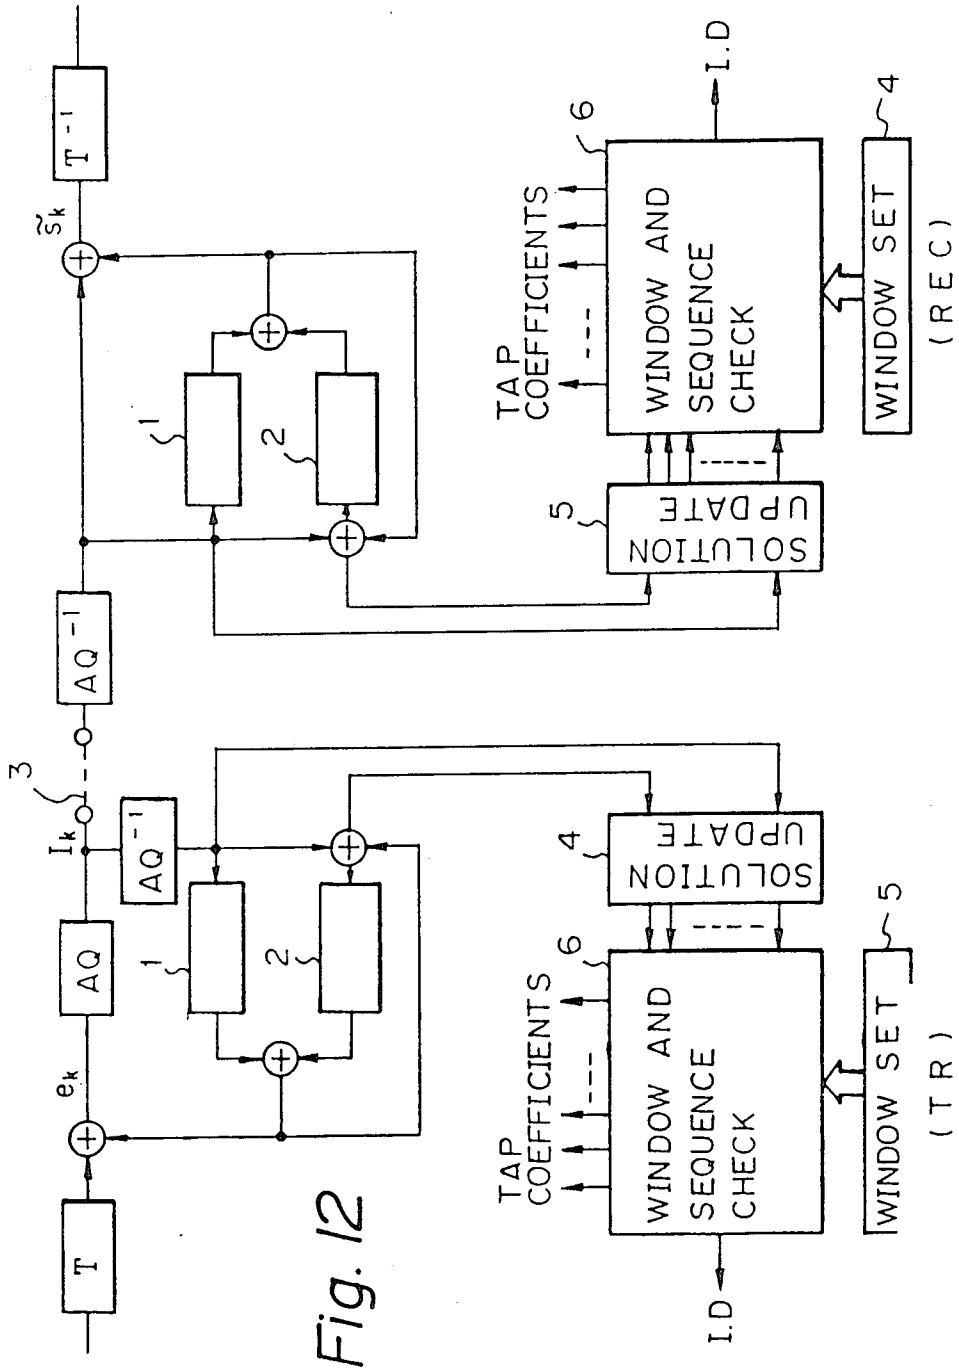 T
e_k
AQ
I_k
3
AQ⁻¹
AQ⁻¹
s̃_k
T⁻¹
1
2
1
2
Fig. 12
TAP
COEFFICIENTS
6
WINDOW AND
SEQUENCE
CHECK
I.D
4
SOLUTION
UPDATE
WINDOW SET
5
(TR)
5
SOLUTION
UPDATE
TAP
COEFFICIENTS
6
WINDOW AND
SEQUENCE
CHECK
I.D
WINDOW SET
4
(REC)